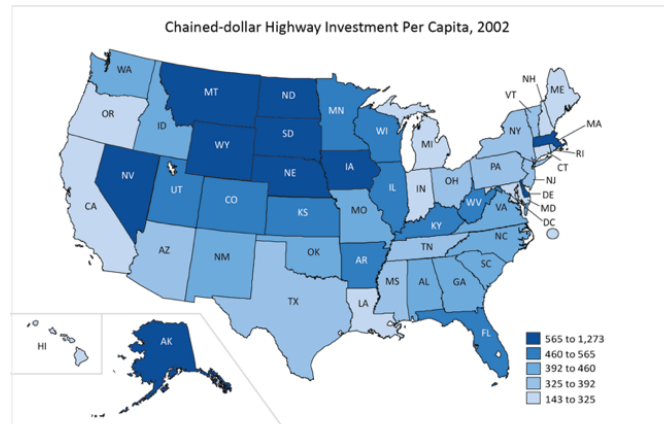 Chained-dollar Highway Investment Per Capita, 2002
WA
MT
ND
MN
WI
MI
NH
VT
ME
OR
ID
WY
SD
NE
IA
NY
MA
RI
CT
NV
UT
CO
KS
MO
IL
IN
OH
PA
NJ
DE
MD
DC
CA
AZ
NM
OK
AR
KY
WV
VA
TN
NC
SC
TX
LA
MS
AL
GA
FL
HI
AK
565 to 1,273
460 to 565
392 to 460
325 to 392
143 to 325